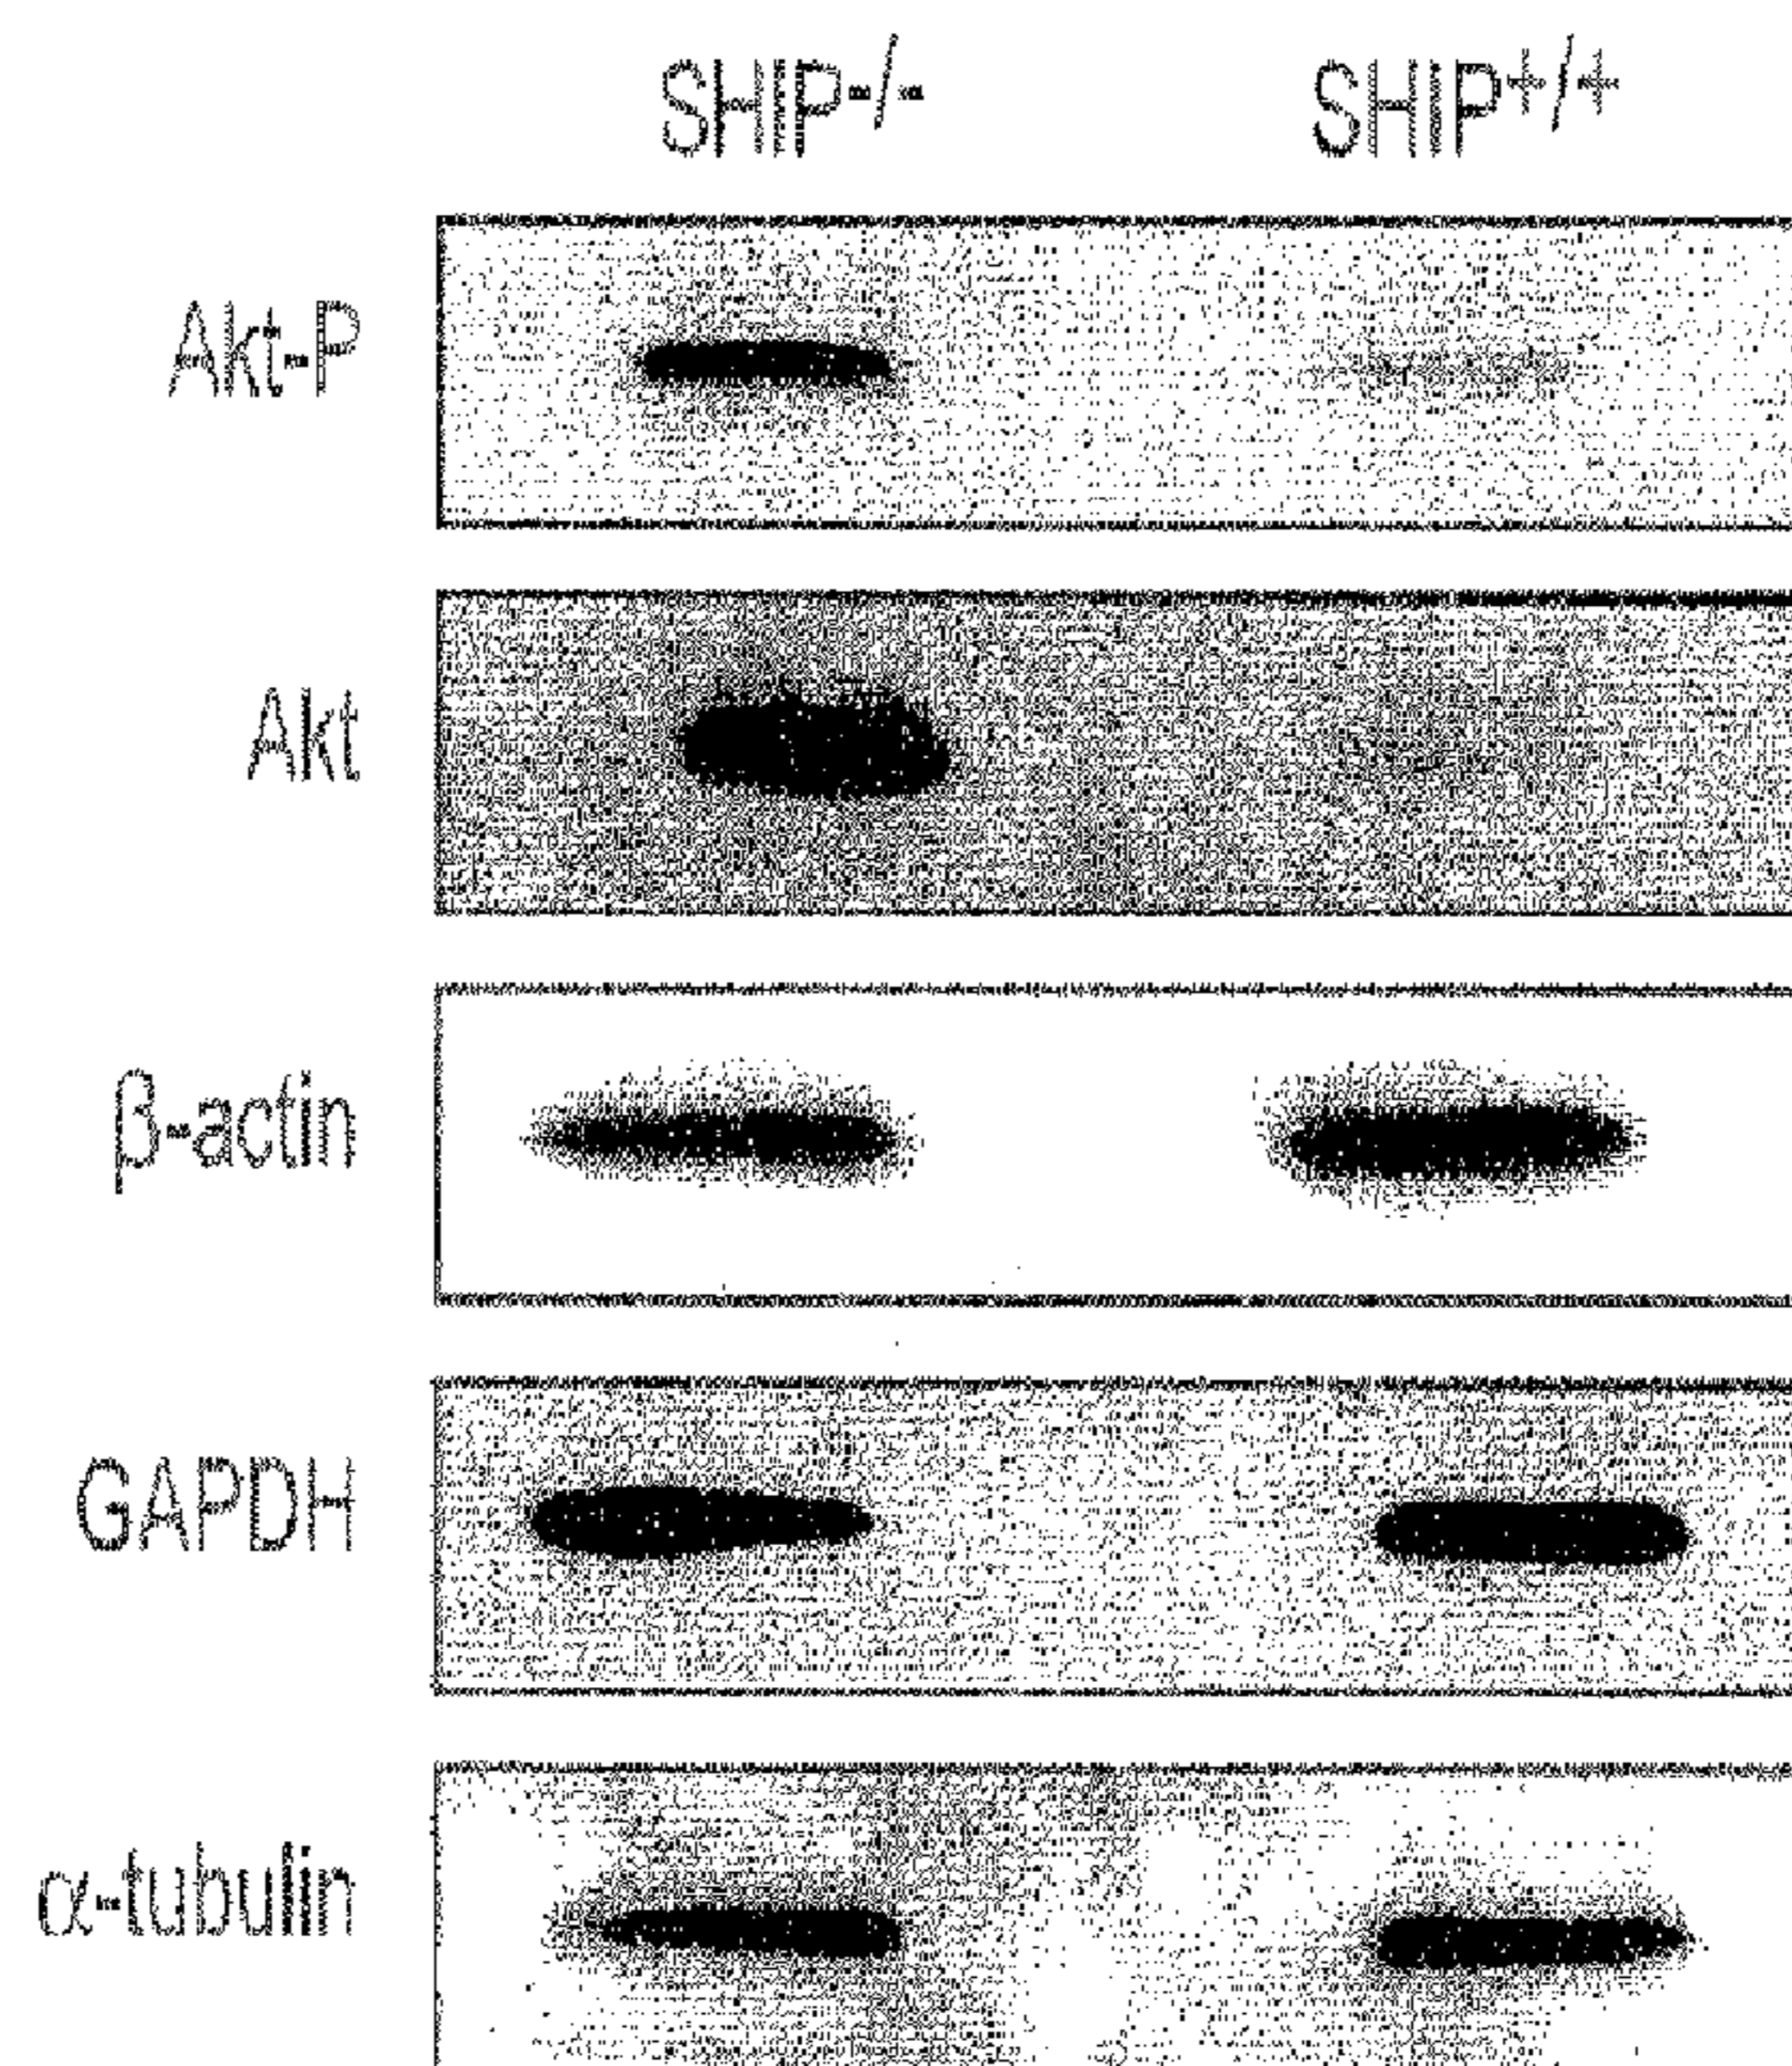 SHIP-/- SHIP+/+
Akt-P
Akt
β-actin
GAPDH
α-tubulin